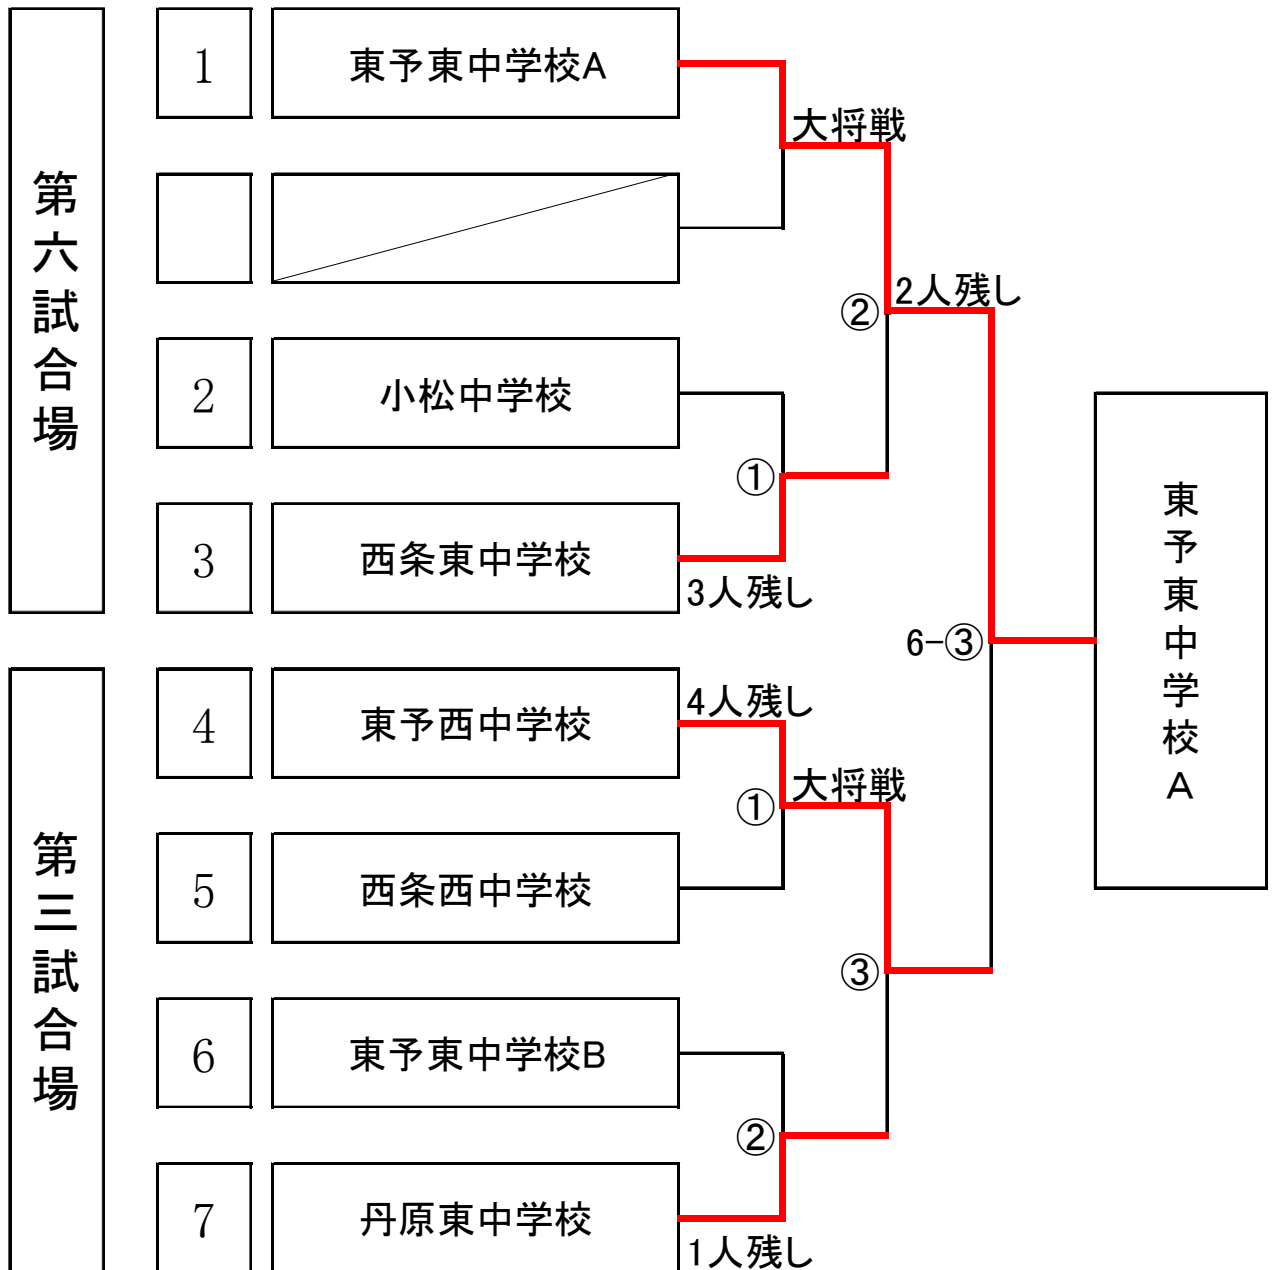 第六試合場
1
東予東中学校A
大将戦
2人残し
②
2
小松中学校
①
3
西条東中学校
3人残し
6-③
東予東中学校A
第三試合場
4
東予西中学校
4人残し
大将戦
①
5
西条西中学校
③
6
東予東中学校B
②
7
丹原東中学校
1人残し